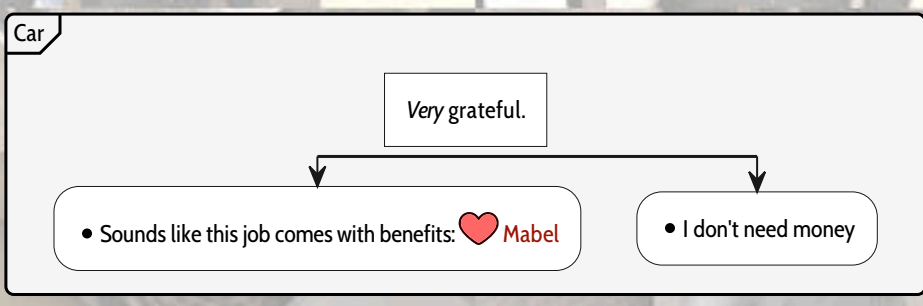 Car
Very grateful.
• Sounds like this job comes with benefits: Mabel
• I don't need money